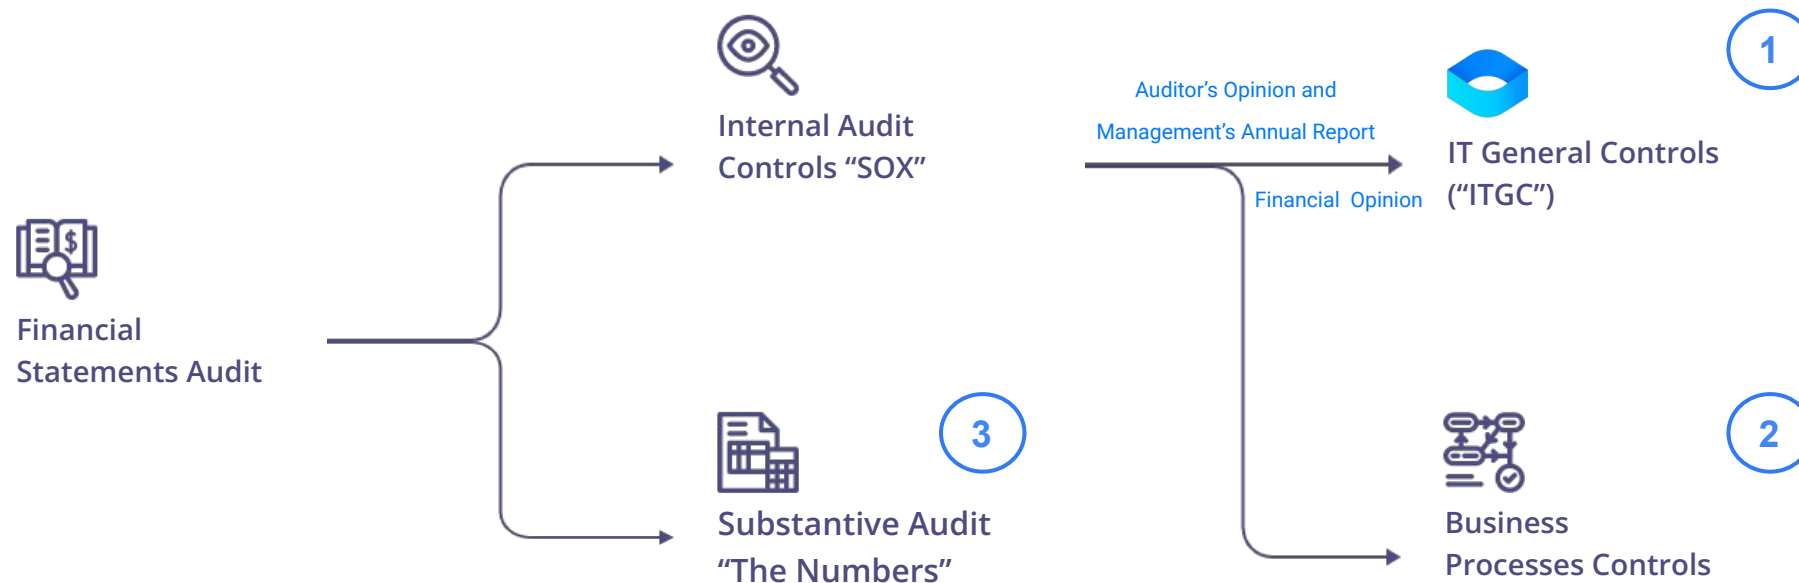 1
Internal Audit
Controls “SOX”
Auditor’s Opinion and
Management’s Annual Report
IT General Controls
(“ITGC”)
Financial Opinion
$
Financial
Statements Audit
3
2
Substantive Audit
“The Numbers”
Business
Processes Controls